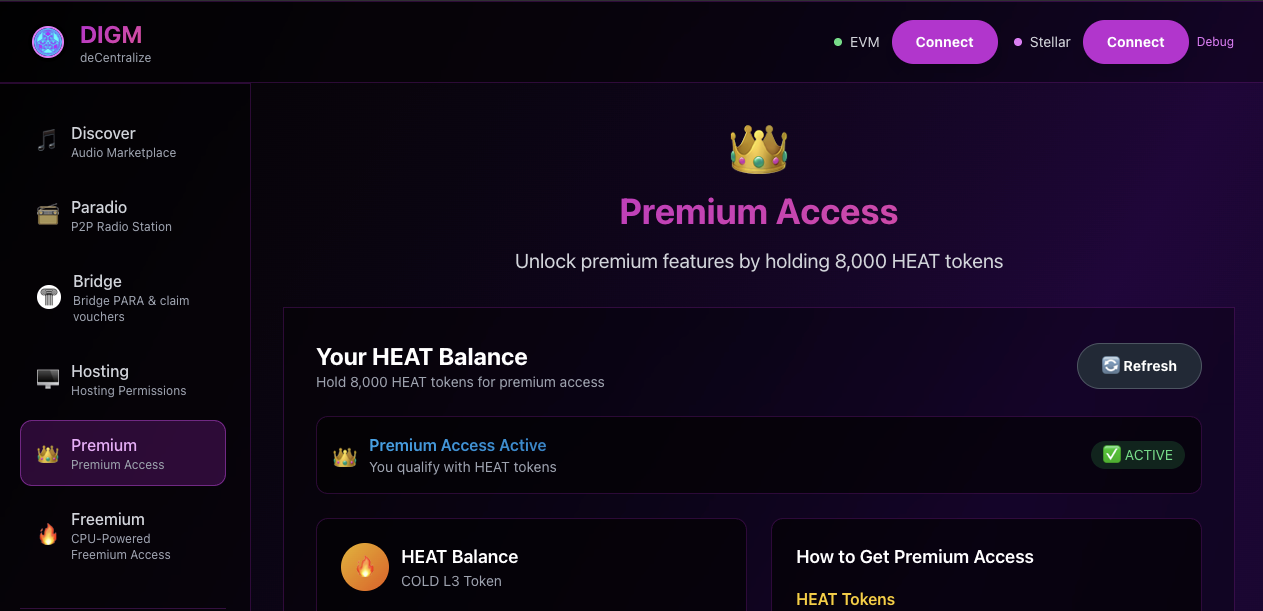 DIGM
deCentralize
EVM
Connect
Stellar
Connect
Debug
Discover
Audio Marketplace
Paradio
P2P Radio Station
Bridge
Bridge PARA & claim
vouchers
Hosting
Hosting Permissions
Premium
Premium Access
Freemium
CPU-Powered
Freemium Access
Premium Access
Unlock premium features by holding 8,000 HEAT tokens
Your HEAT Balance
Hold 8,000 HEAT tokens for premium access
Refresh
Premium Access Active
You qualify with HEAT tokens
ACTIVE
HEAT Balance
COLD L3 Token
How to Get Premium Access
HEAT Tokens